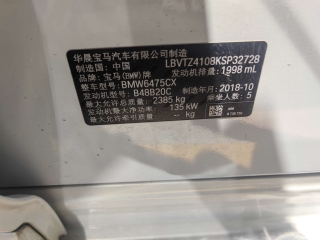 华晨宝马汽车有限公司制造
制造国：中国 LBVTZ4108KSP32728
品牌：宝马(BMW)牌 发动机排量：1998 mL
整车型号：BMW6475CX
发动机型号：B48B20C 制造年月：2018-10
最大允许总质量：2385 kg 乘坐人数：5
发动机最大净功率：135 kW